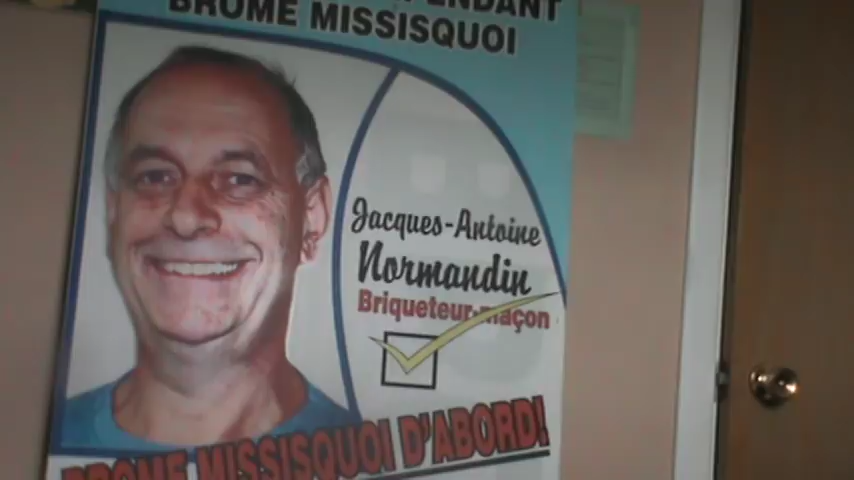 BROME MISSISQUOI
Jacques-Antoine
Normandin
Briqueteur-maçon
BROME MISSISQUOI D'ABORD!